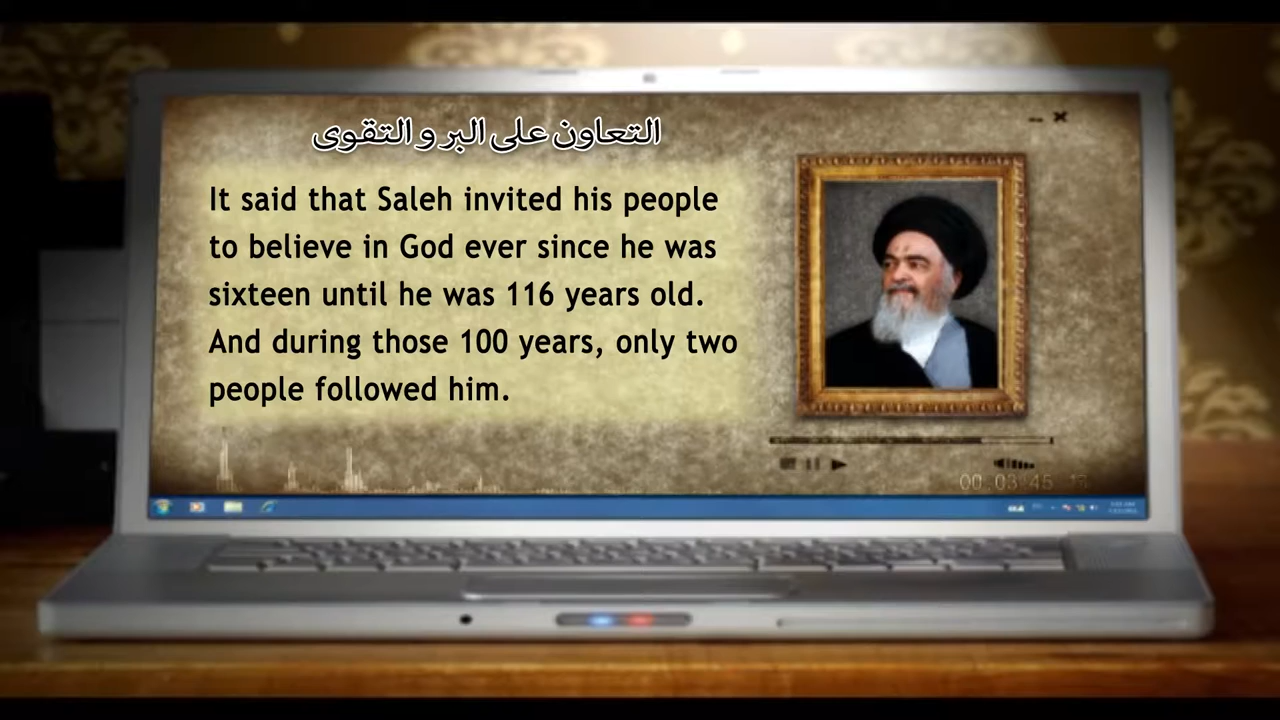 التعاون على البر و التقوى
It said that Saleh invited his people
to believe in God ever since he was
sixteen until he was 116 years old.
And during those 100 years, only two
people followed him.